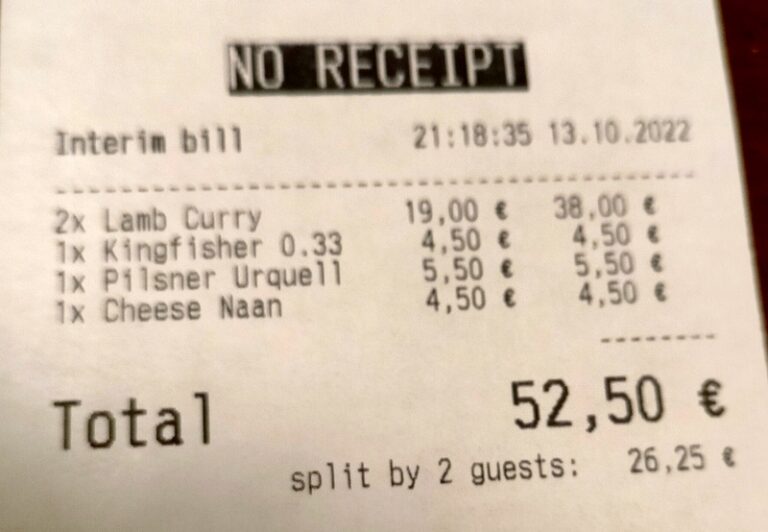 NO RECEIPT
Interim bill 21:18:35 13.10.2022
2x Lamb Curry 19,00 € 38,00 €
1x Kingfisher 0.33 4,50 € 4,50 €
1x Pilsner Urquell 5,50 € 5,50 €
1x Cheese Naan 4,50 € 4,50 €
Total 52,50 €
split by 2 guests: 26,25 €